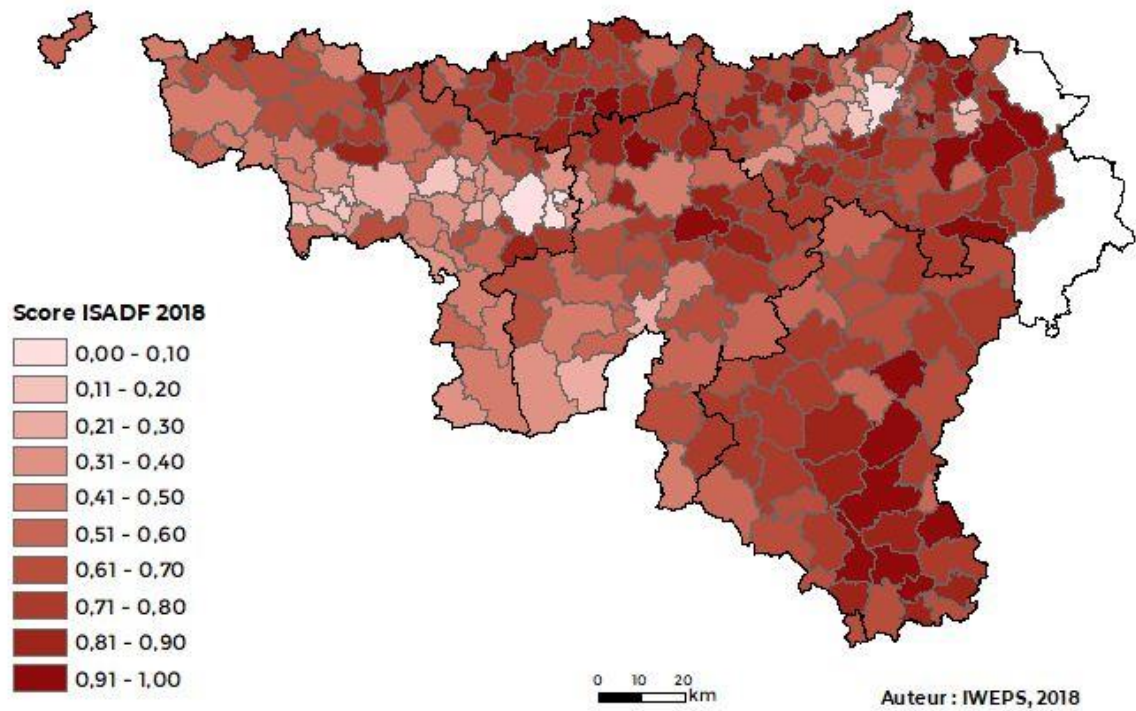 Score ISADF 2018
0,00 - 0,10
0,11 - 0,20
0,21 - 0,30
0,31 - 0,40
0,41 - 0,50
0,51 - 0,60
0,61 - 0,70
0,71 - 0,80
0,81 - 0,90
0,91 - 1,00
0 10 20
km
Auteur : IWEPS, 2018